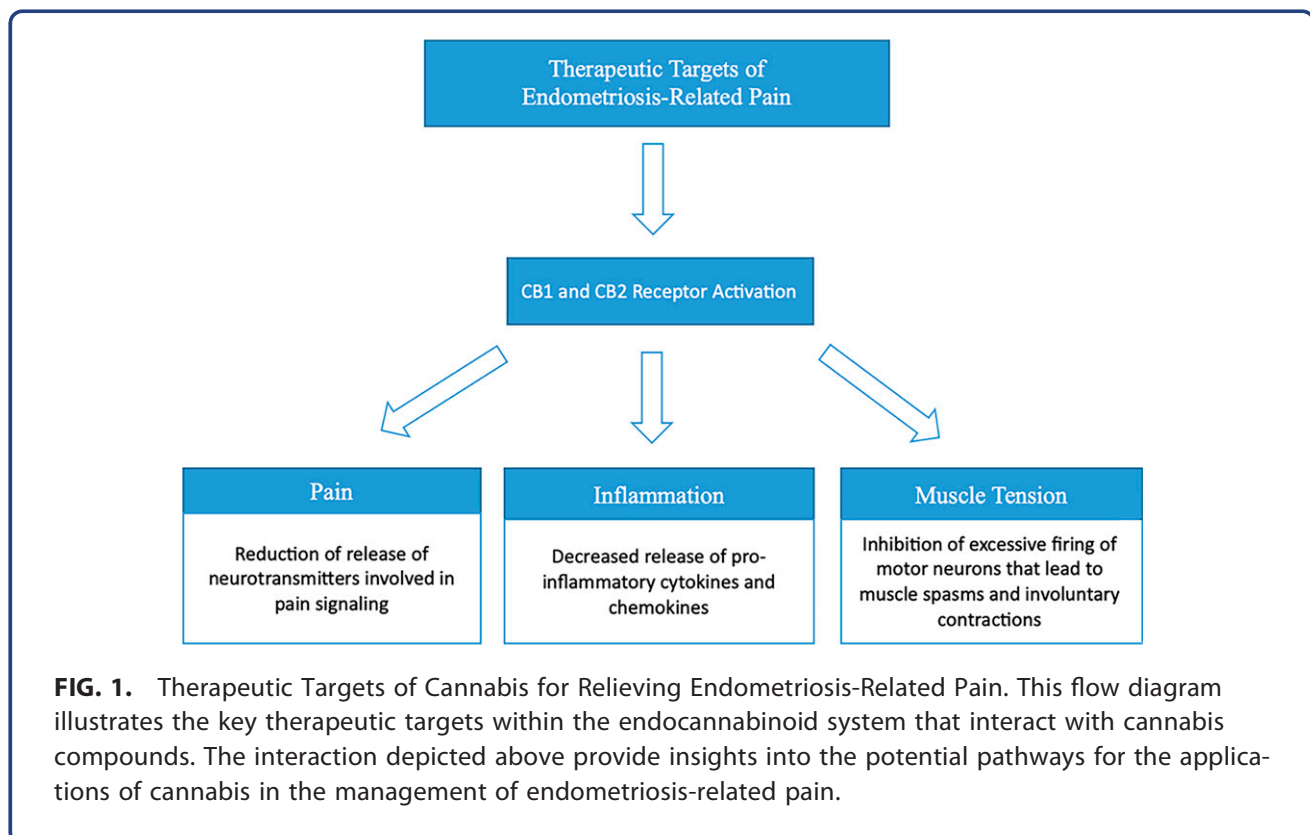 Therapeutic Targets of
Endometriosis-Related Pain
CB1 and CB2 Receptor Activation
Pain
Reduction of release of
neurotransmitters involved in
pain signaling
Inflammation
Decreased release of pro-
inflammatory cytokines and
chemokines
Muscle Tension
Inhibition of excessive firing of
motor neurons that lead to
muscle spasms and involuntary
contractions
FIG. 1. Therapeutic Targets of Cannabis for Relieving Endometriosis-Related Pain. This flow diagram
illustrates the key therapeutic targets within the endocannabinoid system that interact with cannabis
compounds. The interaction depicted above provide insights into the potential pathways for the applica-
tions of cannabis in the management of endometriosis-related pain.